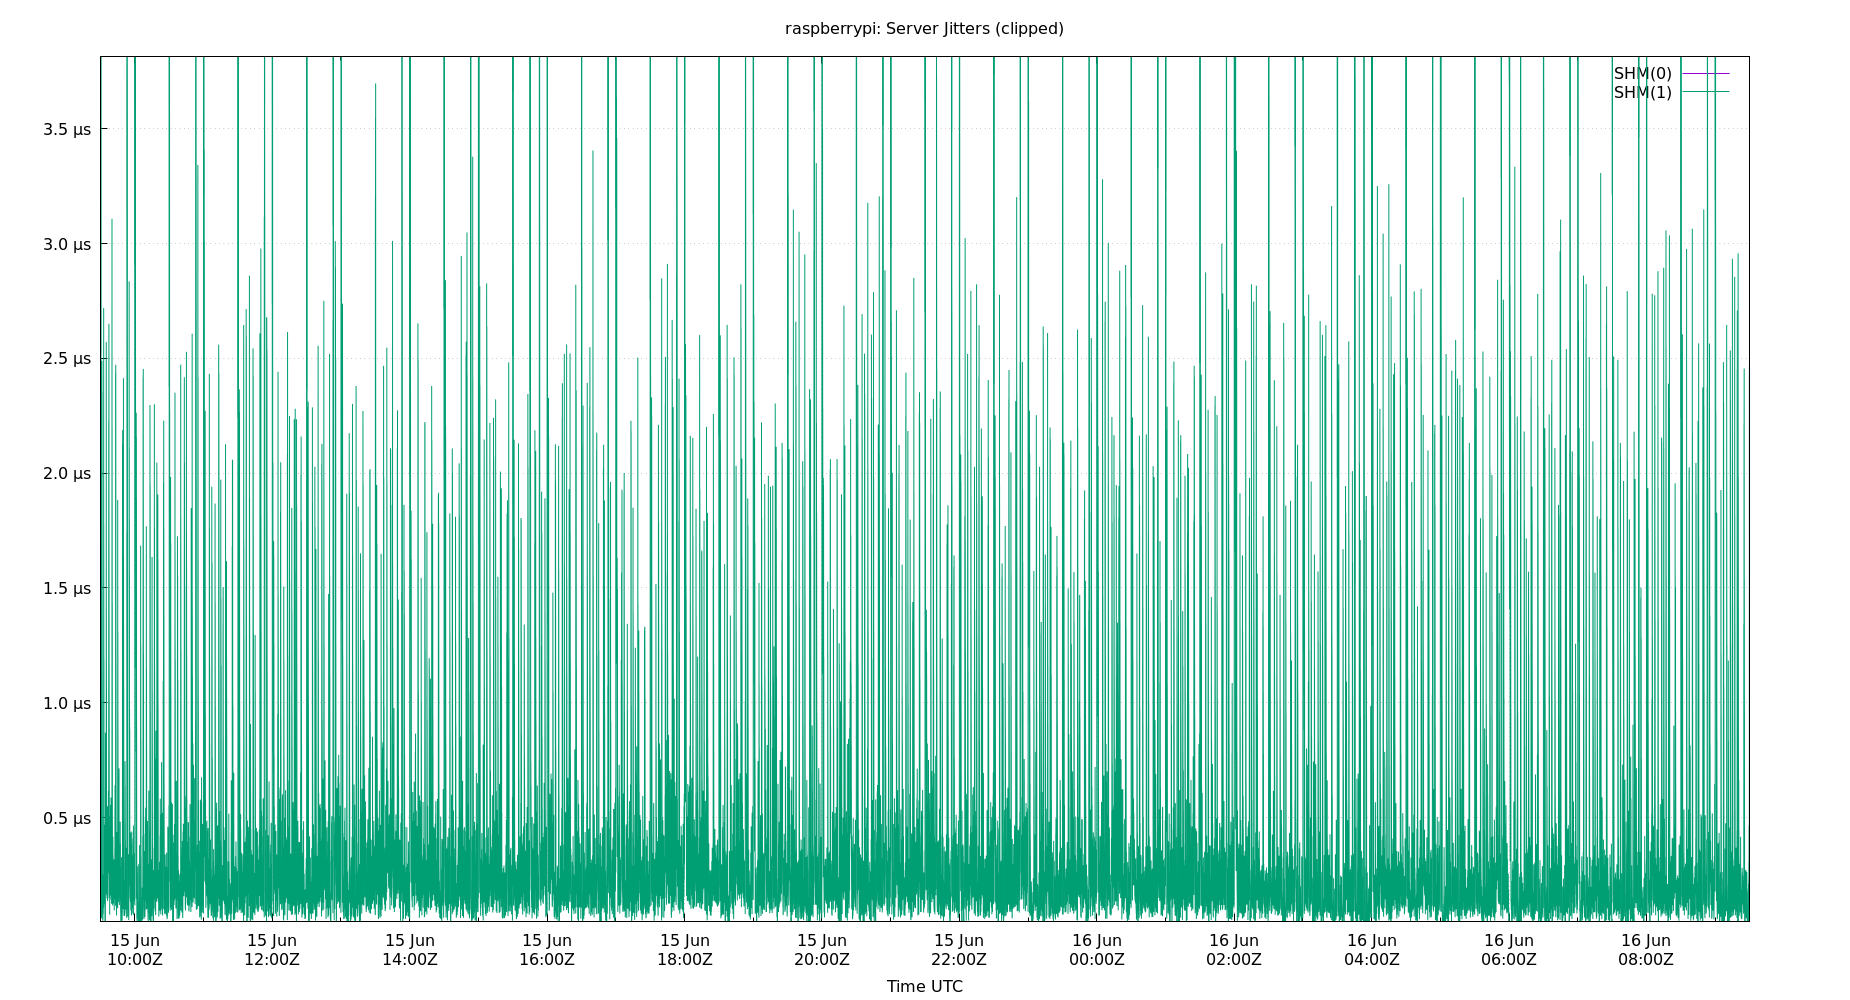 raspberrypi: Server Jitters (clipped)
SHM(0)
SHM(1)
3.5 µs
3.0 µs
2.5 µs
2.0 µs
1.5 µs
1.0 µs
0.5 µs
15 Jun 15 Jun 15 Jun 15 Jun 15 Jun 15 Jun 15 Jun 16 Jun 16 Jun 16 Jun 16 Jun 16 Jun
10:00Z 12:00Z 14:00Z 16:00Z 18:00Z 20:00Z 22:00Z 00:00Z 02:00Z 04:00Z 06:00Z 08:00Z
Time UTC